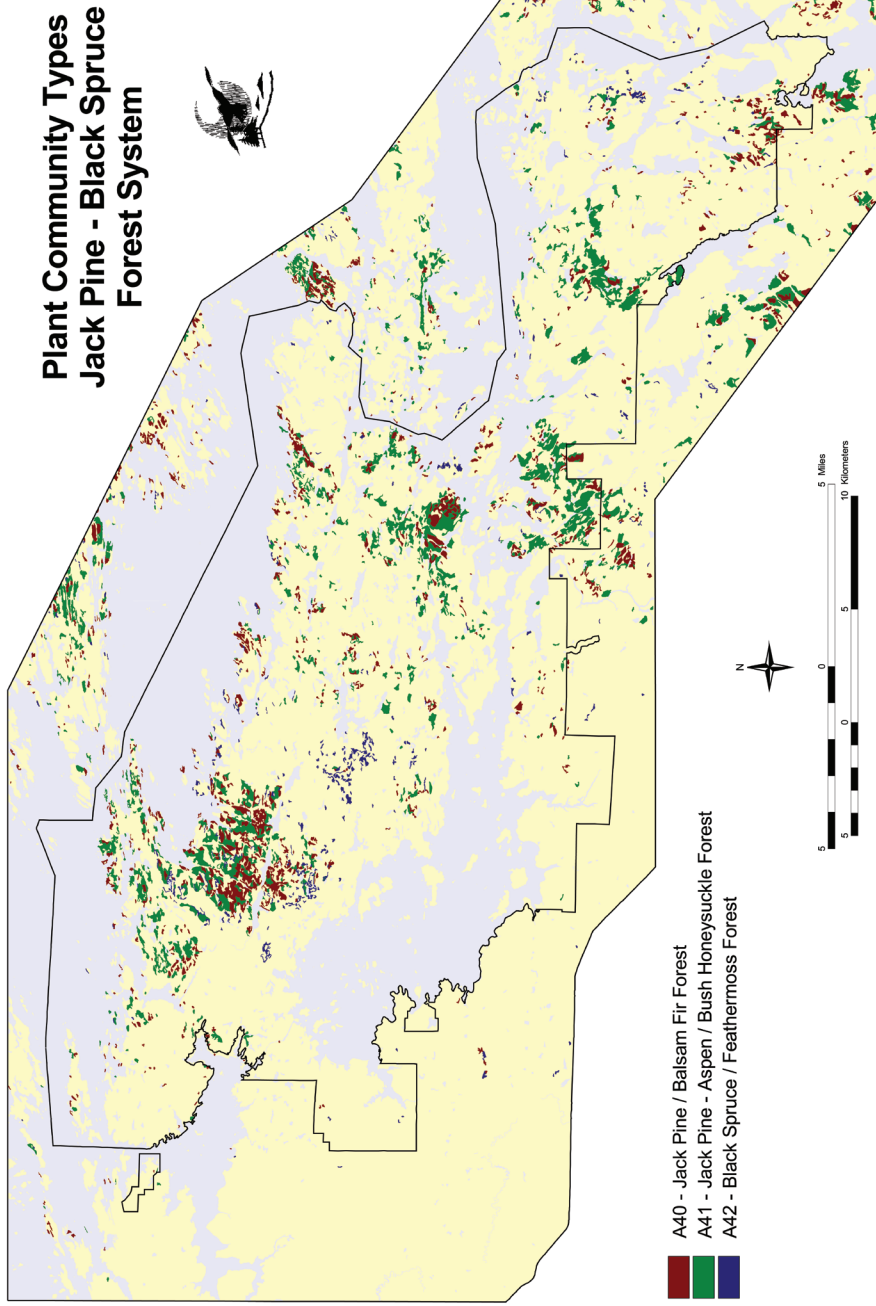 Plant Community Types
Jack Pine - Black Spruce
Forest System
A40 - Jack Pine / Balsam Fir Forest
A41 - Jack Pine - Aspen / Bush Honeysuckle Forest
A42 - Black Spruce / Feathermoss Forest
N
5 0 5 Miles
5 0 5 10 Kilometers